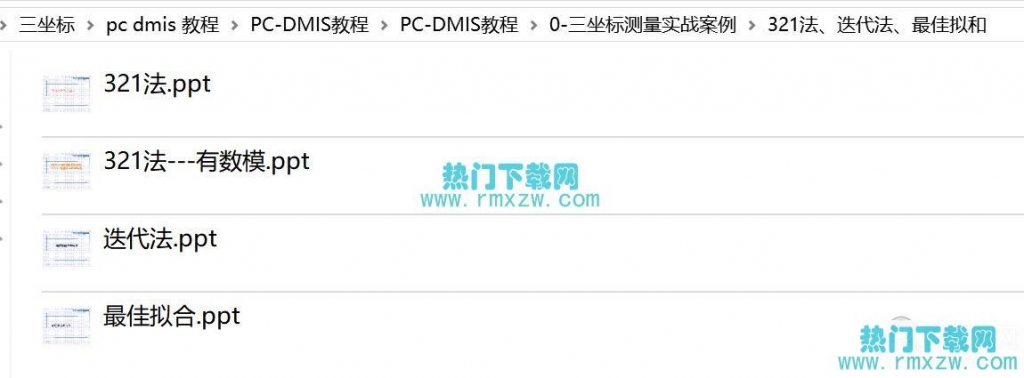 三坐标 > pc dmis 教程 > PC-DMIS教程 > PC-DMIS教程 > 0-三坐标测量实战案例 > 321法、迭代法、最佳拟和
321法.ppt
321法---有数模.ppt
热门下载网
www.rmxzw.com
迭代法.ppt
最佳拟合.ppt
热门下载网
www.rmxzw.com